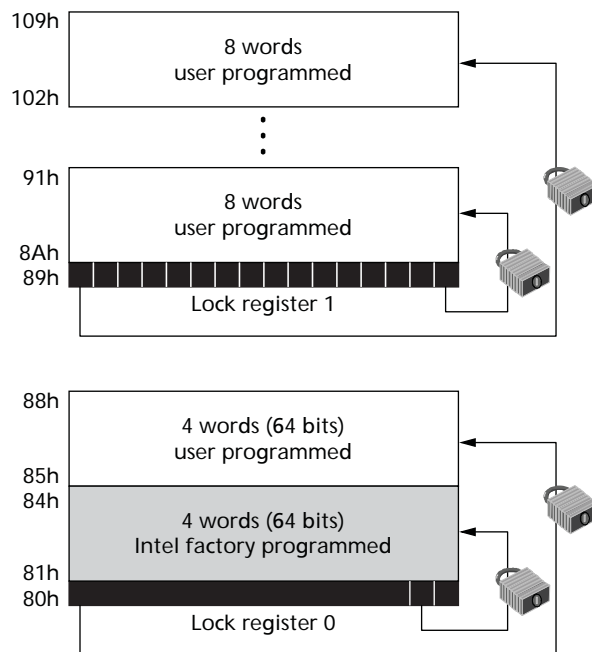 109h
8 words
user programmed
102h
91h
8 words
user programmed
8Ah
89h
Lock register 1
88h
4 words (64 bits)
user programmed
85h
84h
4 words (64 bits)
Intel factory programmed
81h
80h
Lock register 0